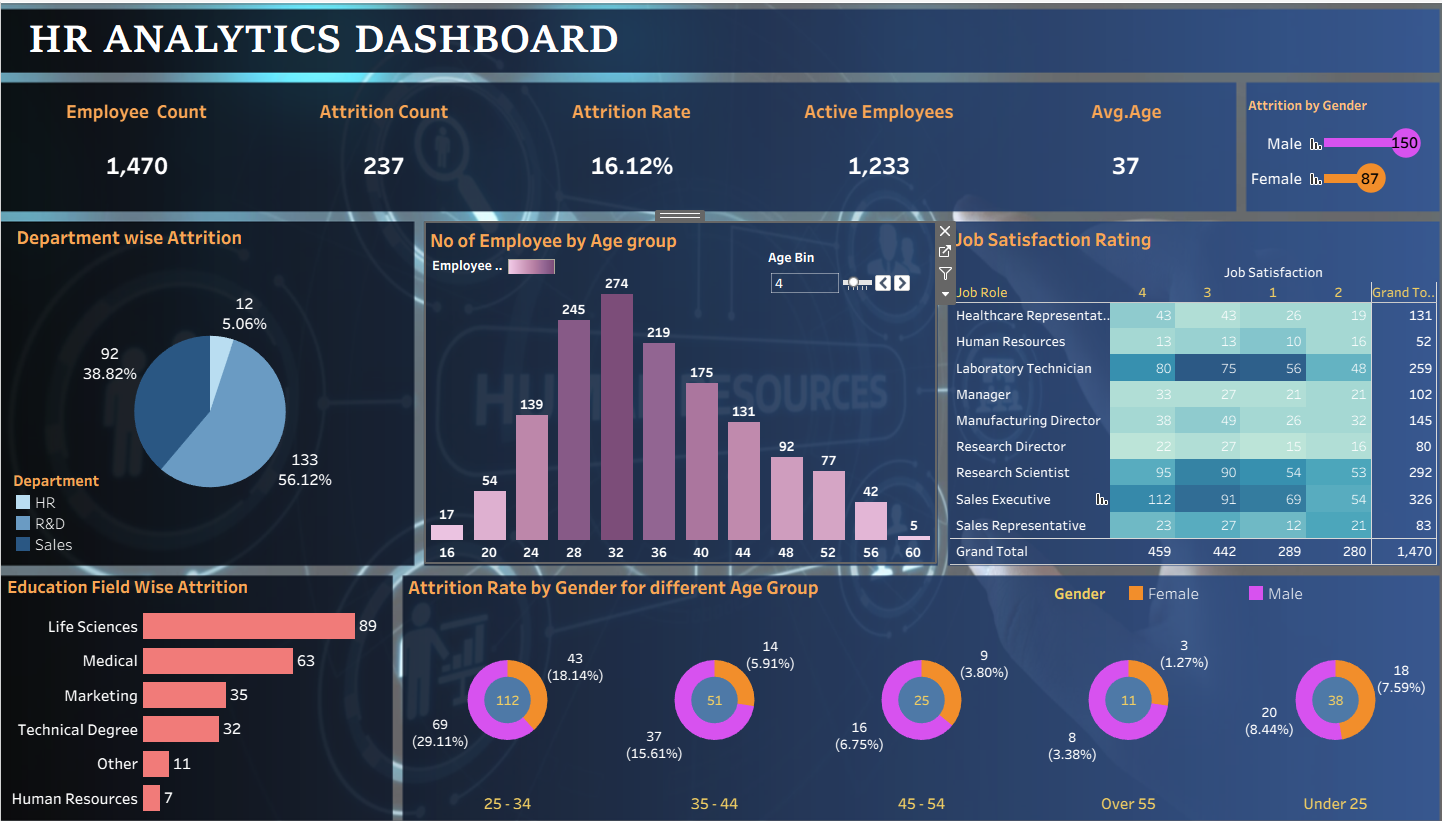 HR ANALYTICS DASHBOARD
Employee Count
Attrition Count
Attrition Rate
Active Employees
Avg.Age
1,470
237
16.12%
1,233
37
Attrition by Gender
Male 150
Female 87
Department wise Attrition
12
5.06%
92
38.82%
133
56.12%
Department
HR
R&D
Sales
No of Employee by Age group
Employee ..
Age Bin
4
17 54 139 245 274 219 175 131 92 77 42 5
16 20 24 28 32 36 40 44 48 52 56 60
HUMAN RESOURCES
Job Satisfaction Rating
Job Satisfaction
Job Role 4 3 1 2 Grand To..
Healthcare Representat.. 43 43 26 19 131
Human Resources 13 13 10 16 52
Laboratory Technician 80 75 56 48 259
Manager 33 27 21 21 102
Manufacturing Director 38 49 26 32 145
Research Director 22 27 15 16 80
Research Scientist 95 90 54 53 292
Sales Executive 112 91 69 54 326
Sales Representative 23 27 12 21 83
Grand Total 459 442 289 280 1,470
Education Field Wise Attrition
Life Sciences 89
Medical 63
Marketing 35
Technical Degree 32
Other 11
Human Resources 7
Attrition Rate by Gender for different Age Group
Gender Female Male
43
(18.14%)
112
69
(29.11%)
25 - 34
14
(5.91%)
51
37
(15.61%)
35 - 44
9
(3.80%)
25
16
(6.75%)
45 - 54
3
(1.27%)
11
8
(3.38%)
Over 55
18
(7.59%)
38
20
(8.44%)
Under 25